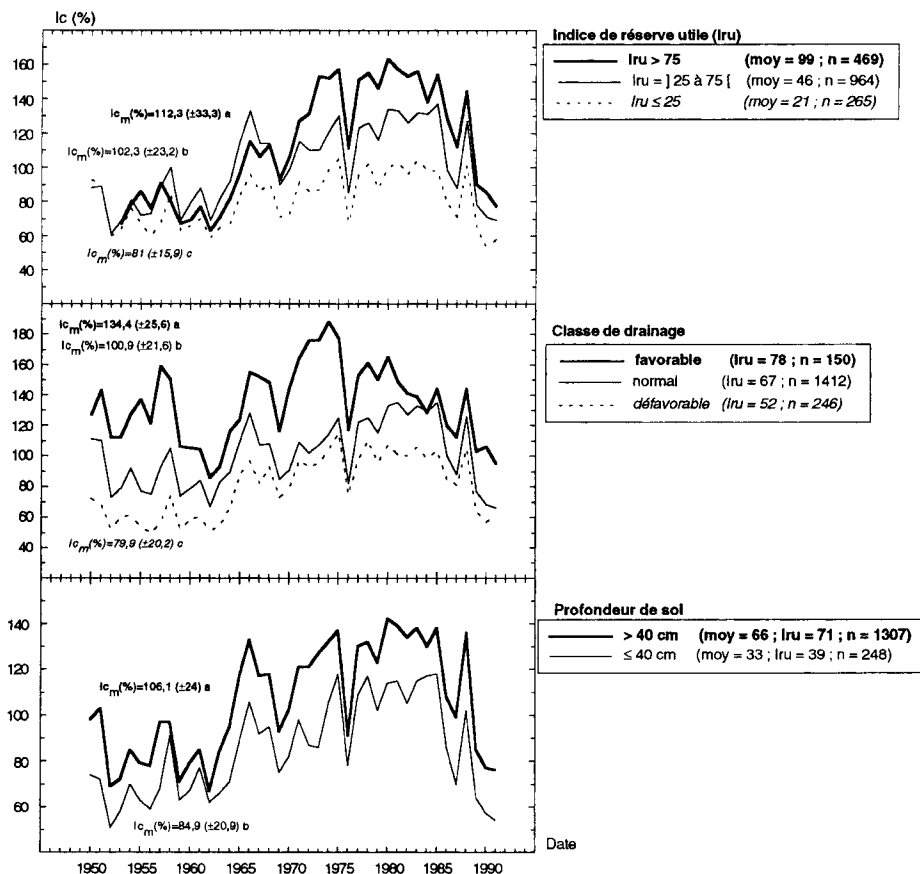 Ic (%)
160
140
120
100
80
60
40
Ic_m(%)=112,3 (±33,3) a
Ic_m(%)=102,3 (±23,2) b
Ic_m(%)=81 (±15,9) c
Indice de réserve utile (Iru)
Iru > 75 (moy = 99 ; n = 469)
Iru = ] 25 à 75 [ (moy = 46 ; n = 964)
Iru ≤ 25 (moy = 21 ; n = 265)
180
160
140
120
100
80
60
40
Ic_m(%)=134,4 (±25,6) a
Ic_m(%)=100,9 (±21,6) b
Ic_m(%)=79,9 (±20,2) c
Classe de drainage
favorable (Iru = 78 ; n = 150)
normal (Iru = 67 ; n = 1412)
défavorable (Iru = 52 ; n = 246)
140
120
100
80
60
Ic_m(%)=106,1 (±24) a
Ic_m(%)=84,9 (±20,9) b
Profondeur de sol
> 40 cm (moy = 66 ; Iru = 71 ; n = 1307)
≤ 40 cm (moy = 33 ; Iru = 39 ; n = 248)
Date
1950 1955 1960 1965 1970 1975 1980 1985 1990